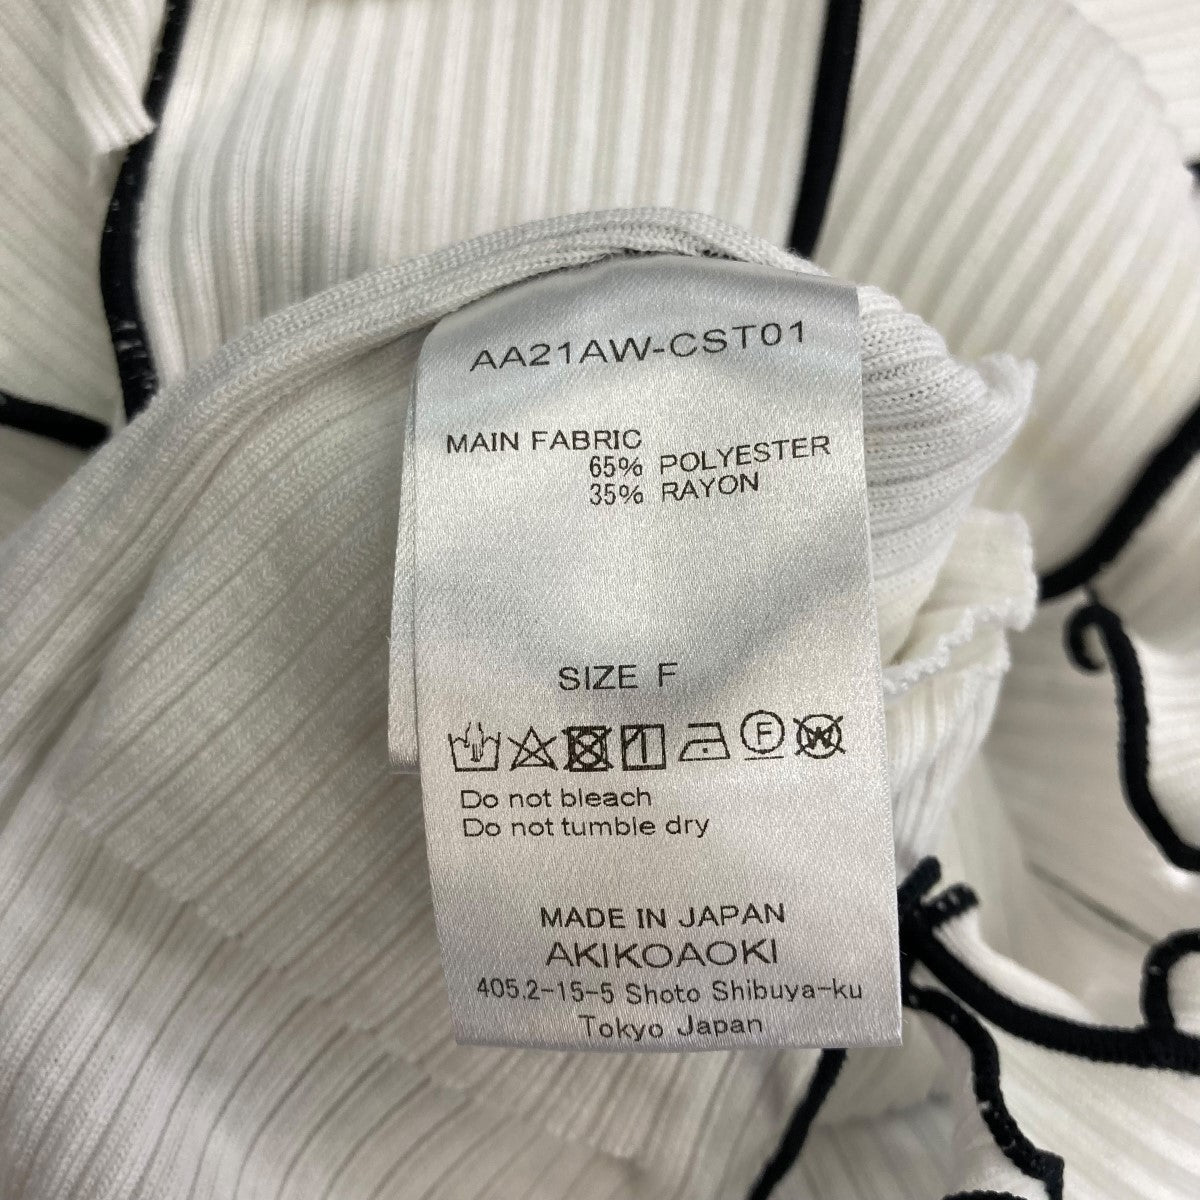 AA21AW-CST01
MAIN FABRIC
65% POLYESTER
35% RAYON
SIZE F
F W
Do not bleach
Do not tumble dry
MADE IN JAPAN
AKIKOAOKI
405.2-15-5 Shoto Shibuya-ku
Tokyo Japan